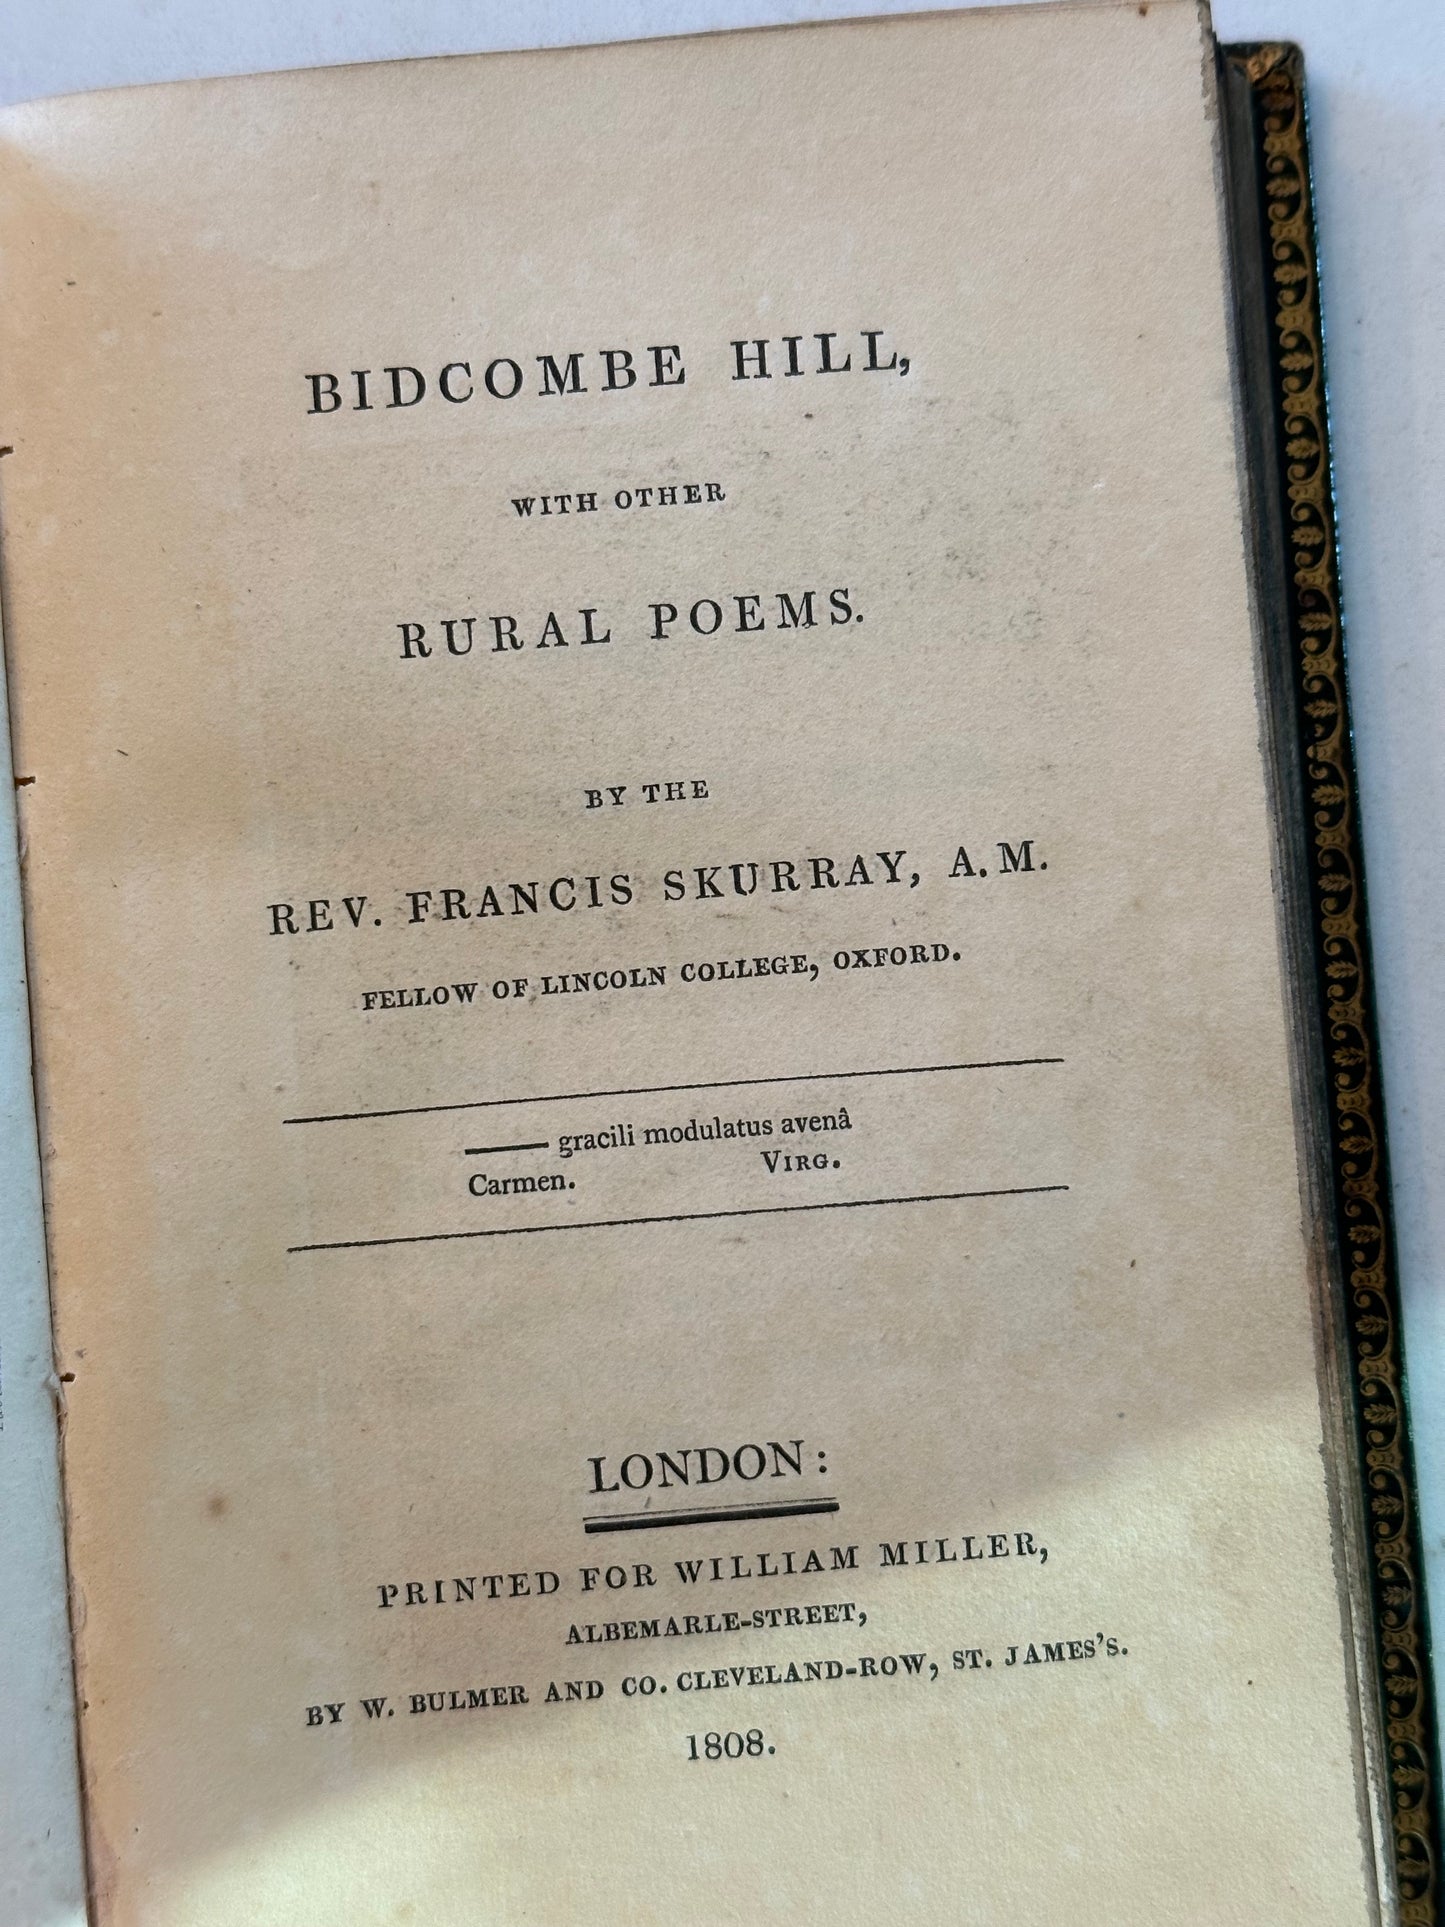 BIDCOMBE HILL,
WITH OTHER
RURAL POEMS.
BY THE
REV. FRANCIS SKURRAY, A.M.
FELLOW OF LINCOLN COLLEGE, OXFORD.
—— gracili modulatus avenâ
Carmen. VIRG.
LONDON:
PRINTED FOR WILLIAM MILLER,
ALBEMARLE-STREET,
BY W. BULMER AND CO. CLEVELAND-ROW, ST. JAMES'S.
1808.